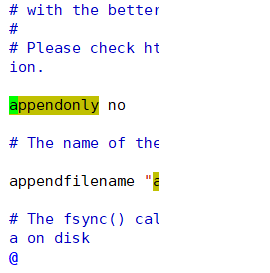 # with the better
#
# Please check ht
ion.
appendonly no
# The name of the
appendfilename "a
# The fsync() cal
a on disk
@